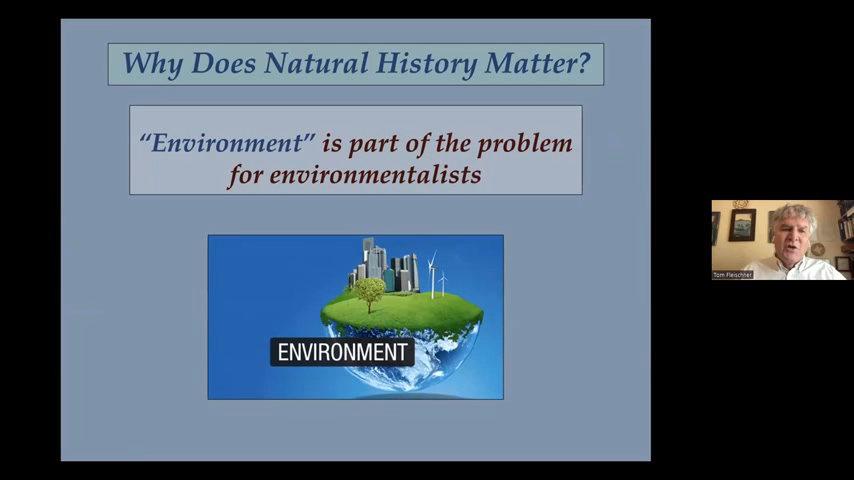 Why Does Natural History Matter?
“Environment” is part of the problem
for environmentalists
ENVIRONMENT
Tom Fleischner